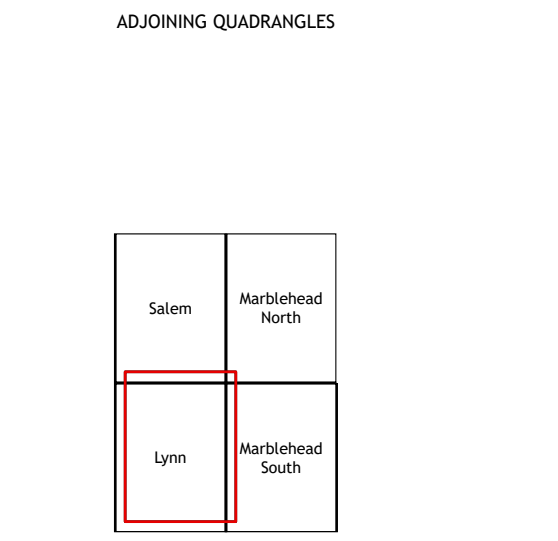 ADJOINING QUADRANGLES
Salem
Marblehead
North
Lynn
Marblehead
South